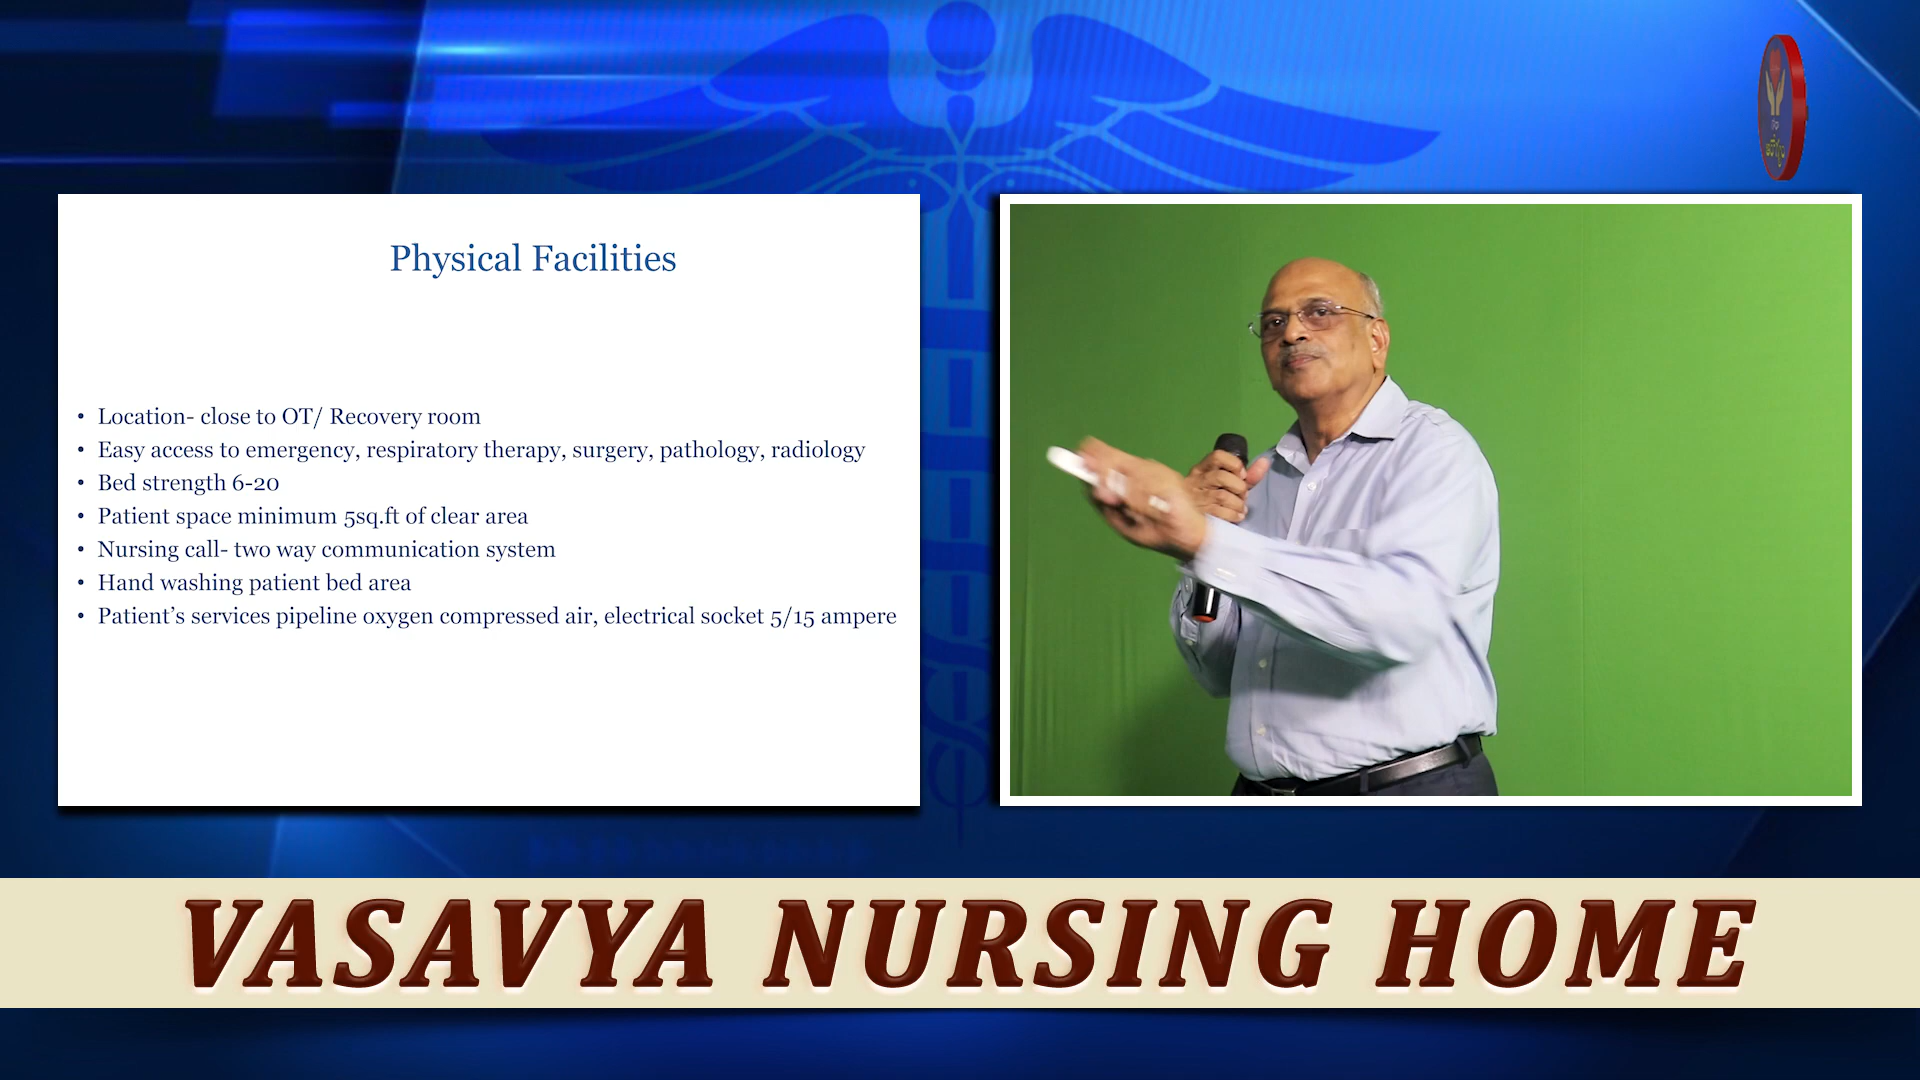 Physical Facilities
• Location- close to OT/ Recovery room
• Easy access to emergency, respiratory therapy, surgery, pathology, radiology
• Bed strength 6-20
• Patient space minimum 5sq.ft of clear area
• Nursing call- two way communication system
• Hand washing patient bed area
• Patient’s services pipeline oxygen compressed air, electrical socket 5/15 ampere
VASAVYA NURSING HOME